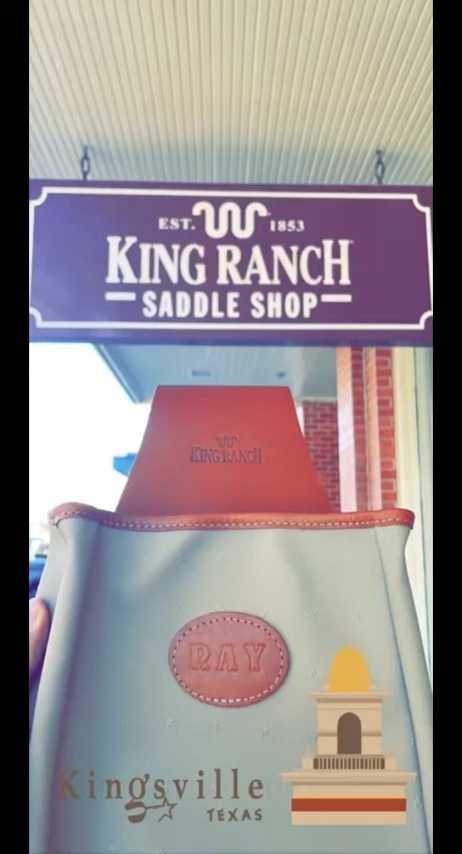 EST. 1853
KING RANCH
SADDLE SHOP
KING RANCH
RAY
Kingsville
TEXAS